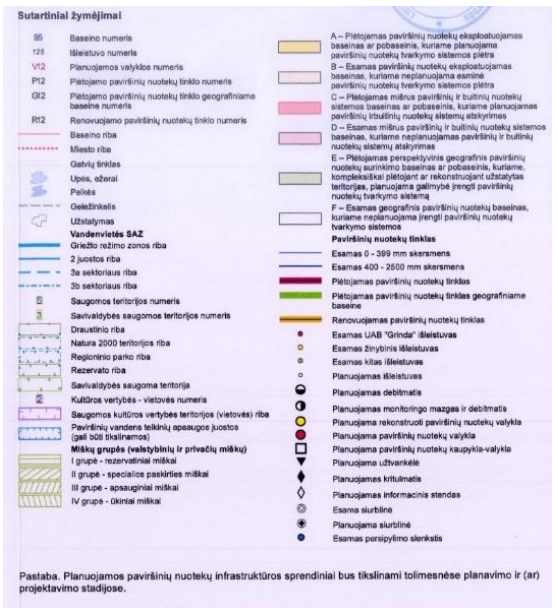 Sutartiniai žymėjimai
95 Baseino numeris
125 Išleistuvo numeris
V12 Planuojamos valyklos numeris
P12 Plėtojamo paviršinių nuotekų tinklo numeris
G12 Plėtojamo paviršinių nuotekų tinklo geografiniame
baseine numeris
R12 Renovuojamo paviršinių nuotekų tinklo numeris
Baseino riba
Miesto riba
Gatvių tinklas
Upės, ežerai
Pelkės
Geležinkelis
Užstatymas
Vandenvietės SAZ
Griežto režimo zonos riba
2 juostos riba
3a sektoriaus riba
3b sektoriaus riba
5 Saugomos teritorijos numeris
3 Savivaldybės saugomos teritorijos numeris
Draustinio riba
Natura 2000 teritorijos riba
Regioninio parko riba
Rezervato riba
Savivaldybės saugoma teritorija
2 Kultūros vertybės - vietovės numeris
Saugomos kultūros vertybės teritorijos (vietovės) riba
Paviršinių vandens telkinių apsaugos juostos
(gali būti tikslinamos)
Miškų grupės (valstybinių ir privačių miškų)
I grupė - rezervatiniai miškai
II grupė - specialios paskirties miškai
III grupė - apsauginiai miškai
IV grupė - ūkiniai miškai
A – Plėtojamas paviršinių nuotekų eksploatuojamas
baseinas ar pobaseinis, kuriame planuojama
paviršinių nuotekų tvarkymo sistemos plėtra
B – Esamas paviršinių nuotekų eksploatuojamas
baseinas, kuriame neplanuojama esminė
paviršinių nuotekų tvarkymo sistemos plėtra
C – Plėtojamas mišrus paviršinių ir buitinių nuotekų
sistemos baseinas ar pobaseinis, kuriame planuojamas
paviršinių irbuitinių nuotekų sistemų atskyrimas
D – Esamas mišrus paviršinių ir buitinių nuotekų sistemos
baseinas, kuriame neplanuojamas paviršinių ir buitinių
nuotekų sistemų atskyrimas
E – Plėtojamas perspektyvinis geografinis paviršinių
nuotekų surinkimo baseinas ar pobaseinis, kuriame,
kompleksiškai plėtojant ar rekonstruojant užstatytas
teritorijas, planuojama galimybė įrengti paviršinių
nuotekų tvarkymo sistemą
F – Esamas geografinis paviršinių nuotekų baseinas,
kuriame neplanuojama įrengti paviršinių nuotekų
tvarkymo sistemos
Paviršinių nuotekų tinklas
Esamas 0 - 399 mm skersmens
Esamas 400 - 2500 mm skersmens
Plėtojamas paviršinių nuotekų tinklas
Plėtojamas paviršinių nuotekų tinklas geografiniame
baseine
Renovuojamas paviršinių nuotekų tinklas
Esamas UAB "Grinda" išleistuvas
Esamas žinybinis išleistuvas
Esamas kitas išleistuvas
Planuojamas išleistuvas
Planuojamas debitmatis
Planuojamas monitoringo mazgas ir debitmatis
Planuojama rekonstruoti paviršinių nuotekų valykla
Planuojama paviršinių nuotekų valykla
Planuojama paviršinių nuotekų kaupykla-valykla
Planuojama užtvankėlė
Planuojamas kritulmatis
Planuojamas informacinis stendas
Esama siurblinė
Planuojama siurblinė
Esamas persipylimo slenkstis
Pastaba. Planuojamos paviršinių nuotekų infrastruktūros sprendiniai bus tikslinami tolimesnėse planavimo ir (ar)
projektavimo stadijose.